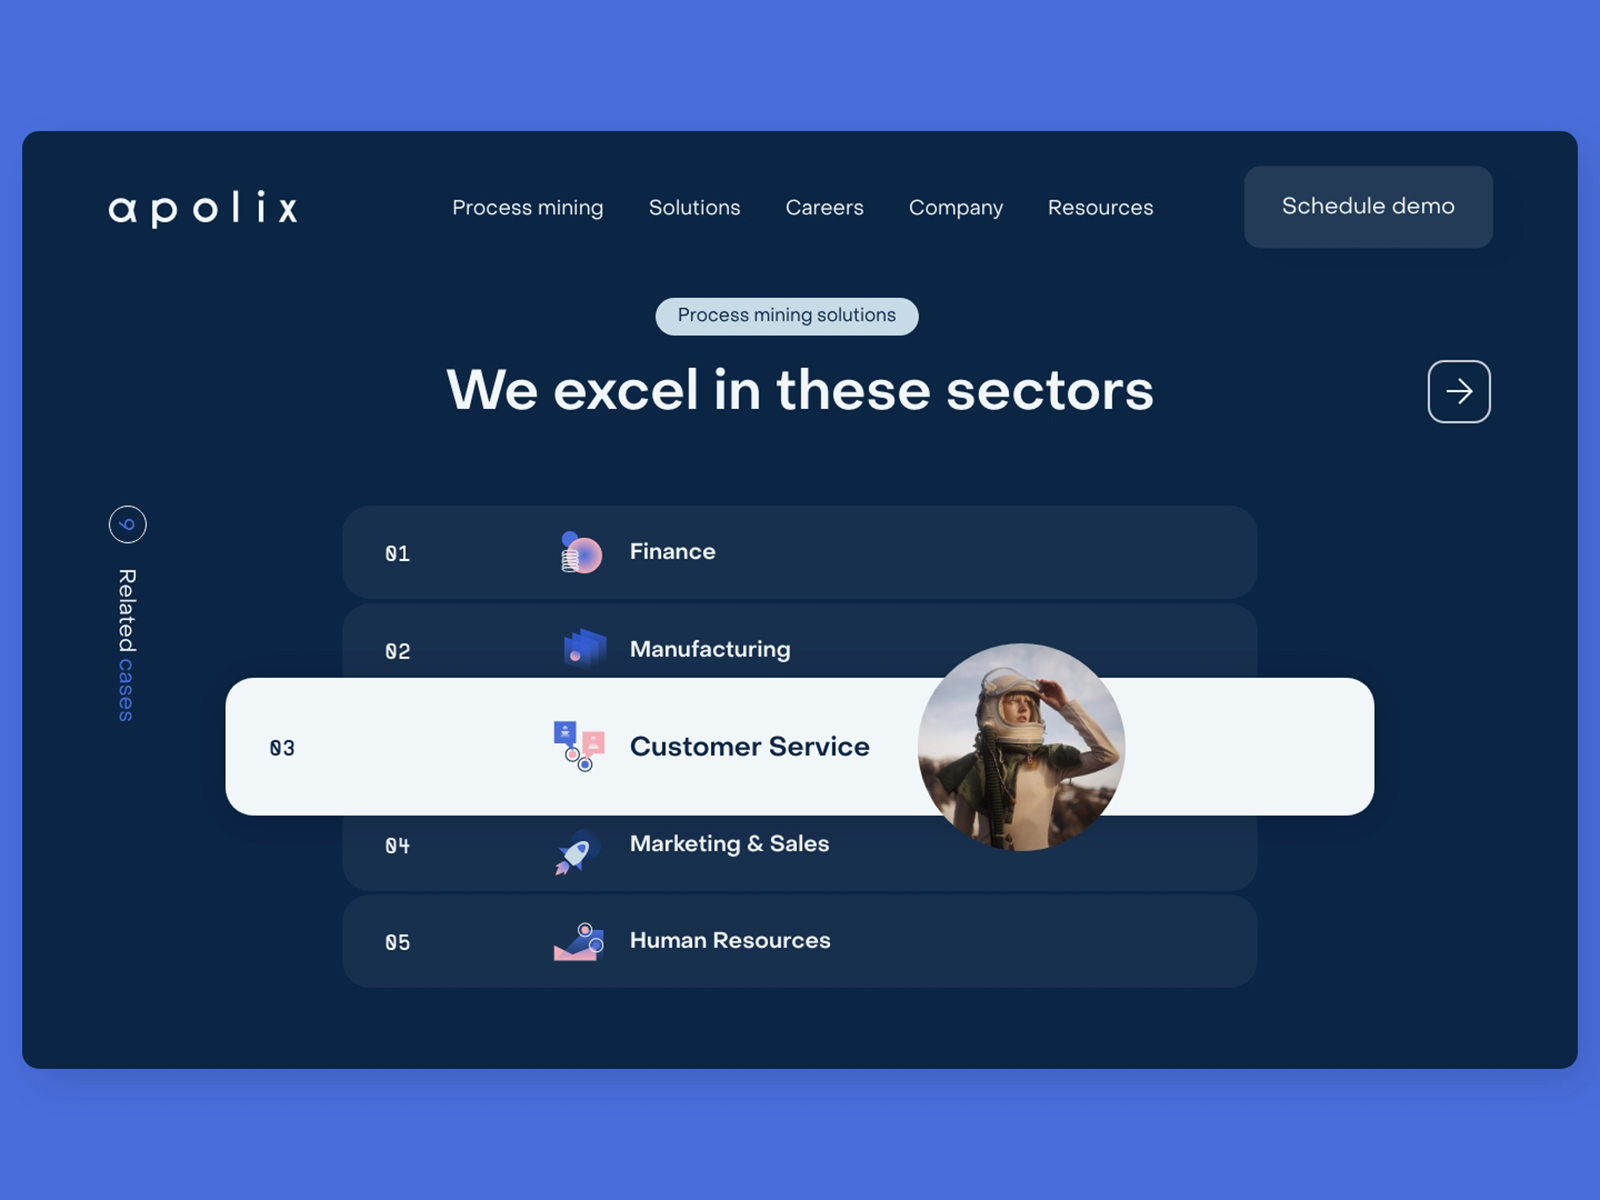 apolix
Process mining
Solutions
Careers
Company
Resources
Schedule demo
Process mining solutions
We excel in these sectors
9
Related cases
01
Finance
02
Manufacturing
03
Customer Service
04
Marketing & Sales
05
Human Resources